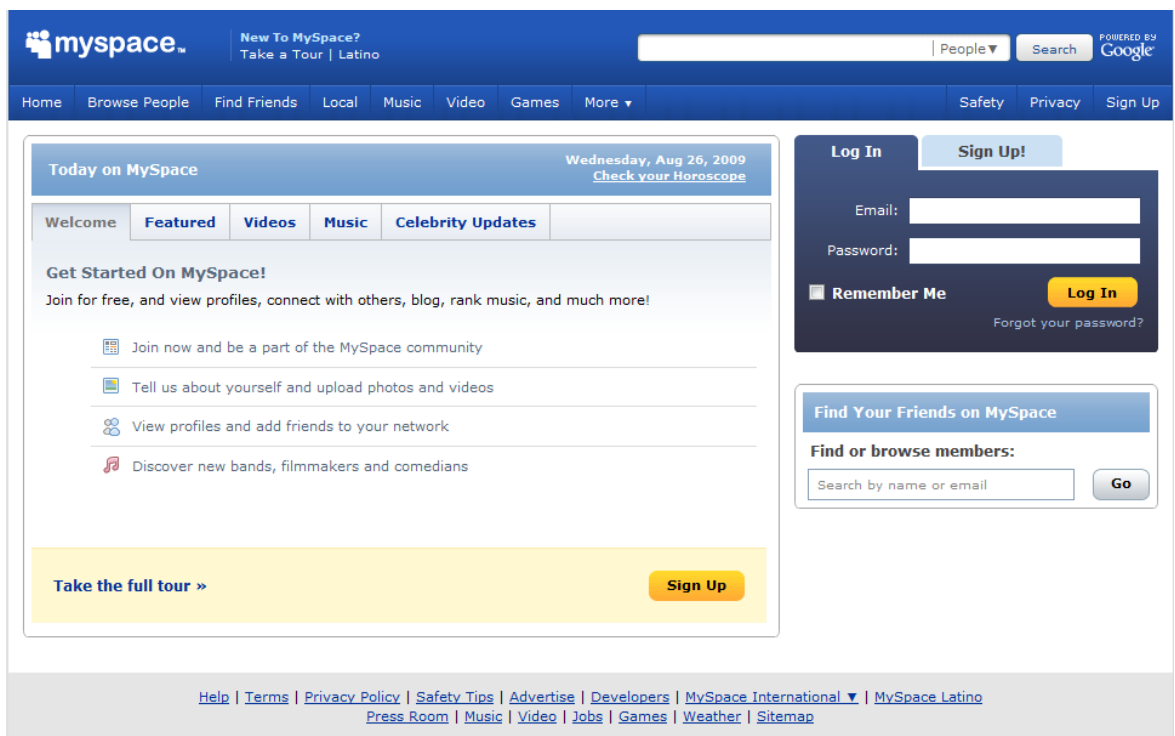 myspace™
New To MySpace?
Take a Tour | Latino
People▼
Search
POWERED BY
Google™
Home Browse People Find Friends Local Music Video Games More ▾
Safety Privacy Sign Up
Today on MySpace
Wednesday, Aug 26, 2009
Check your Horoscope
Welcome Featured Videos Music Celebrity Updates
Get Started On MySpace!
Join for free, and view profiles, connect with others, blog, rank music, and much more!
Join now and be a part of the MySpace community
Tell us about yourself and upload photos and videos
View profiles and add friends to your network
Discover new bands, filmmakers and comedians
Take the full tour »
Sign Up
Log In Sign Up!
Email:
Password:
Remember Me
Log In
Forgot your password?
Find Your Friends on MySpace
Find or browse members:
Search by name or email
Go
Help | Terms | Privacy Policy | Safety Tips | Advertise | Developers | MySpace International ▼ | MySpace Latino
Press Room | Music | Video | Jobs | Games | Weather | Sitemap